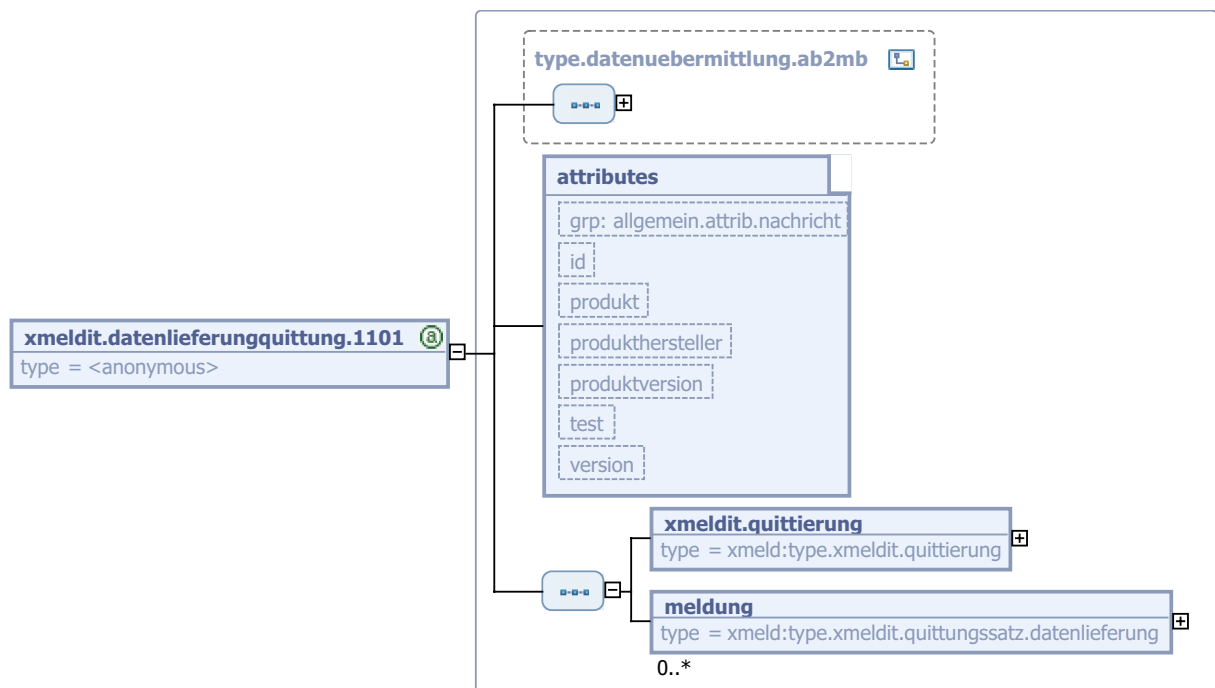 type.datenuebermittlung.ab2mb
attributes
grp: allgemein.attrib.nachricht
id
produkt
produkthersteller
produktversion
test
version
xmeldit.datenlieferungquittung.1101 a
type = <anonymous>
xmeldit.quittierung
type = xmeld:type.xmeldit.quittierung
meldung
type = xmeld:type.xmeldit.quittungssatz.datenlieferung
0..*